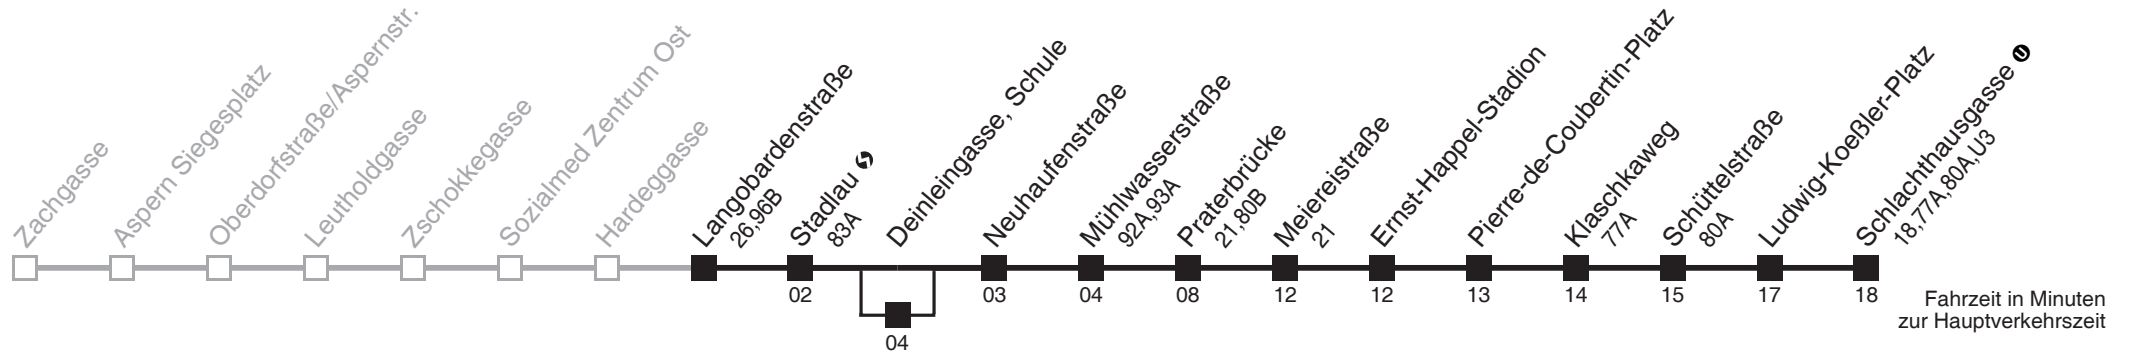 Zachgasse
Aspern Siegesplatz
Oberdorfstraße/Aspernstr.
Leutholdgasse
Zschokkegasse
Sozialmed Zentrum Ost
Hardeggasse
Langobardenstraße
26,96B
Stadlau
83A
Deinleingasse, Schule
Neuhaufenstraße
Mühlwasserstraße
92A,93A
Praterbrücke
21,80B
Meiereistraße
21
Ernst-Happel-Stadion
Pierre-de-Coubertin-Platz
Klaschkaweg
77A
Schüttelstraße
80A
Ludwig-Koeßler-Platz
Schlachthausgasse U
18,77A,80A,U3
02
03
04
08
12
12
13
14
15
17
18
04
Fahrzeit in Minuten
zur Hauptverkehrszeit